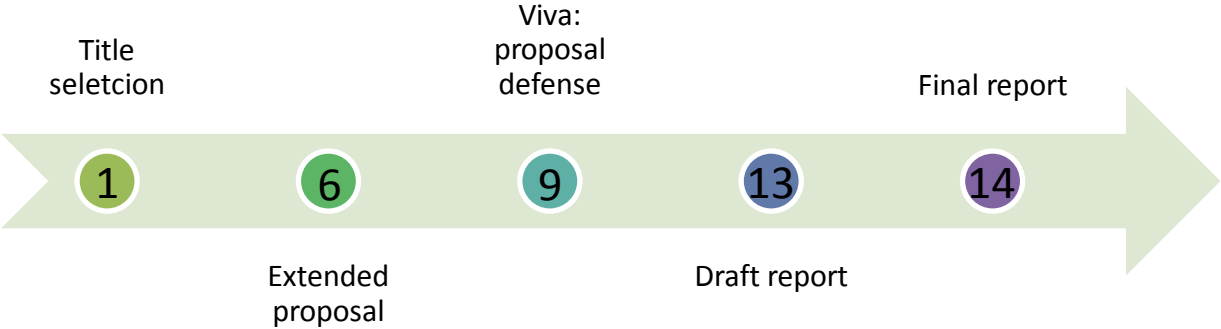 Title
seletcion
1
Extended
proposal
6
Viva:
proposal
defense
9
Draft report
13
Final report
14